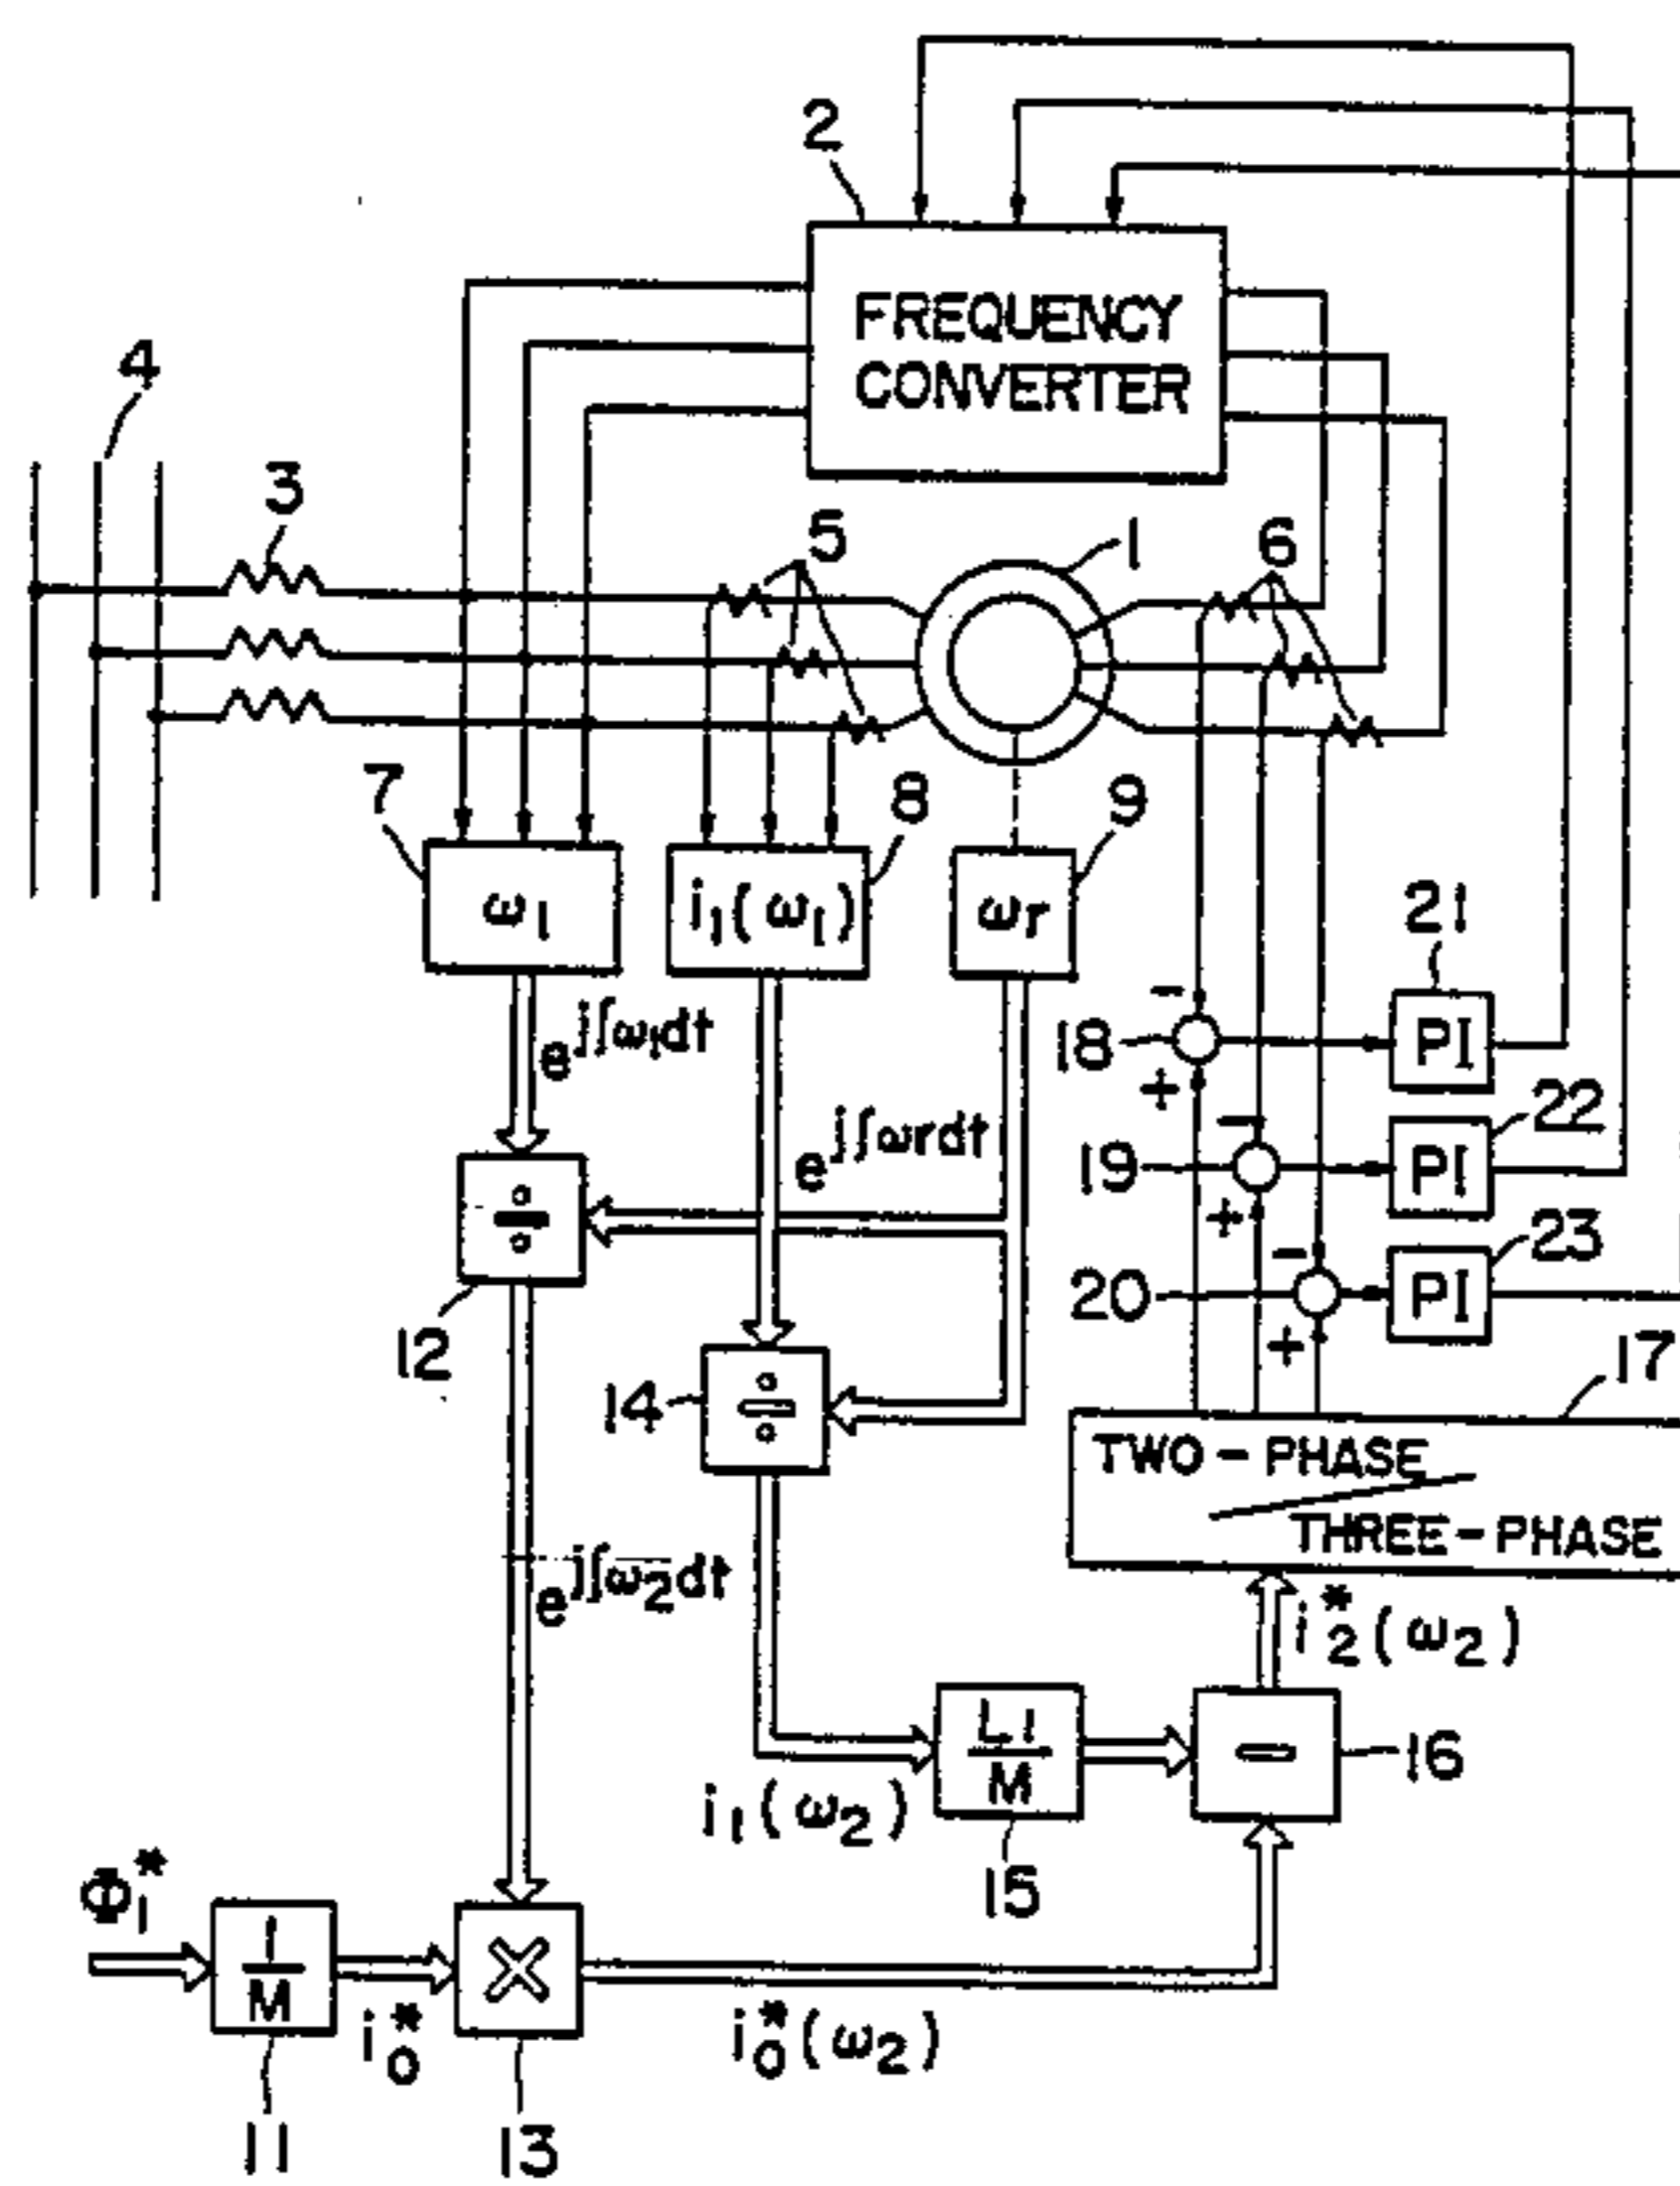 2
FREQUENCY
CONVERTER
4
3
5
1
6
7
8
9
ω1
i1(ω1)
ωr
21
PI
18
-
+
e^j∫ω1dt
e^j∫ωrdt
22
PI
19
-
+
÷
12
23
PI
20
-
+
14
÷
17
TWO-PHASE
THREE-PHASE
e^j∫ω2dt
i*2(ω2)
L1
M
-
16
i1(ω2)
15
Φ*1
1
M
i*0
×
i*0(ω2)
11
13